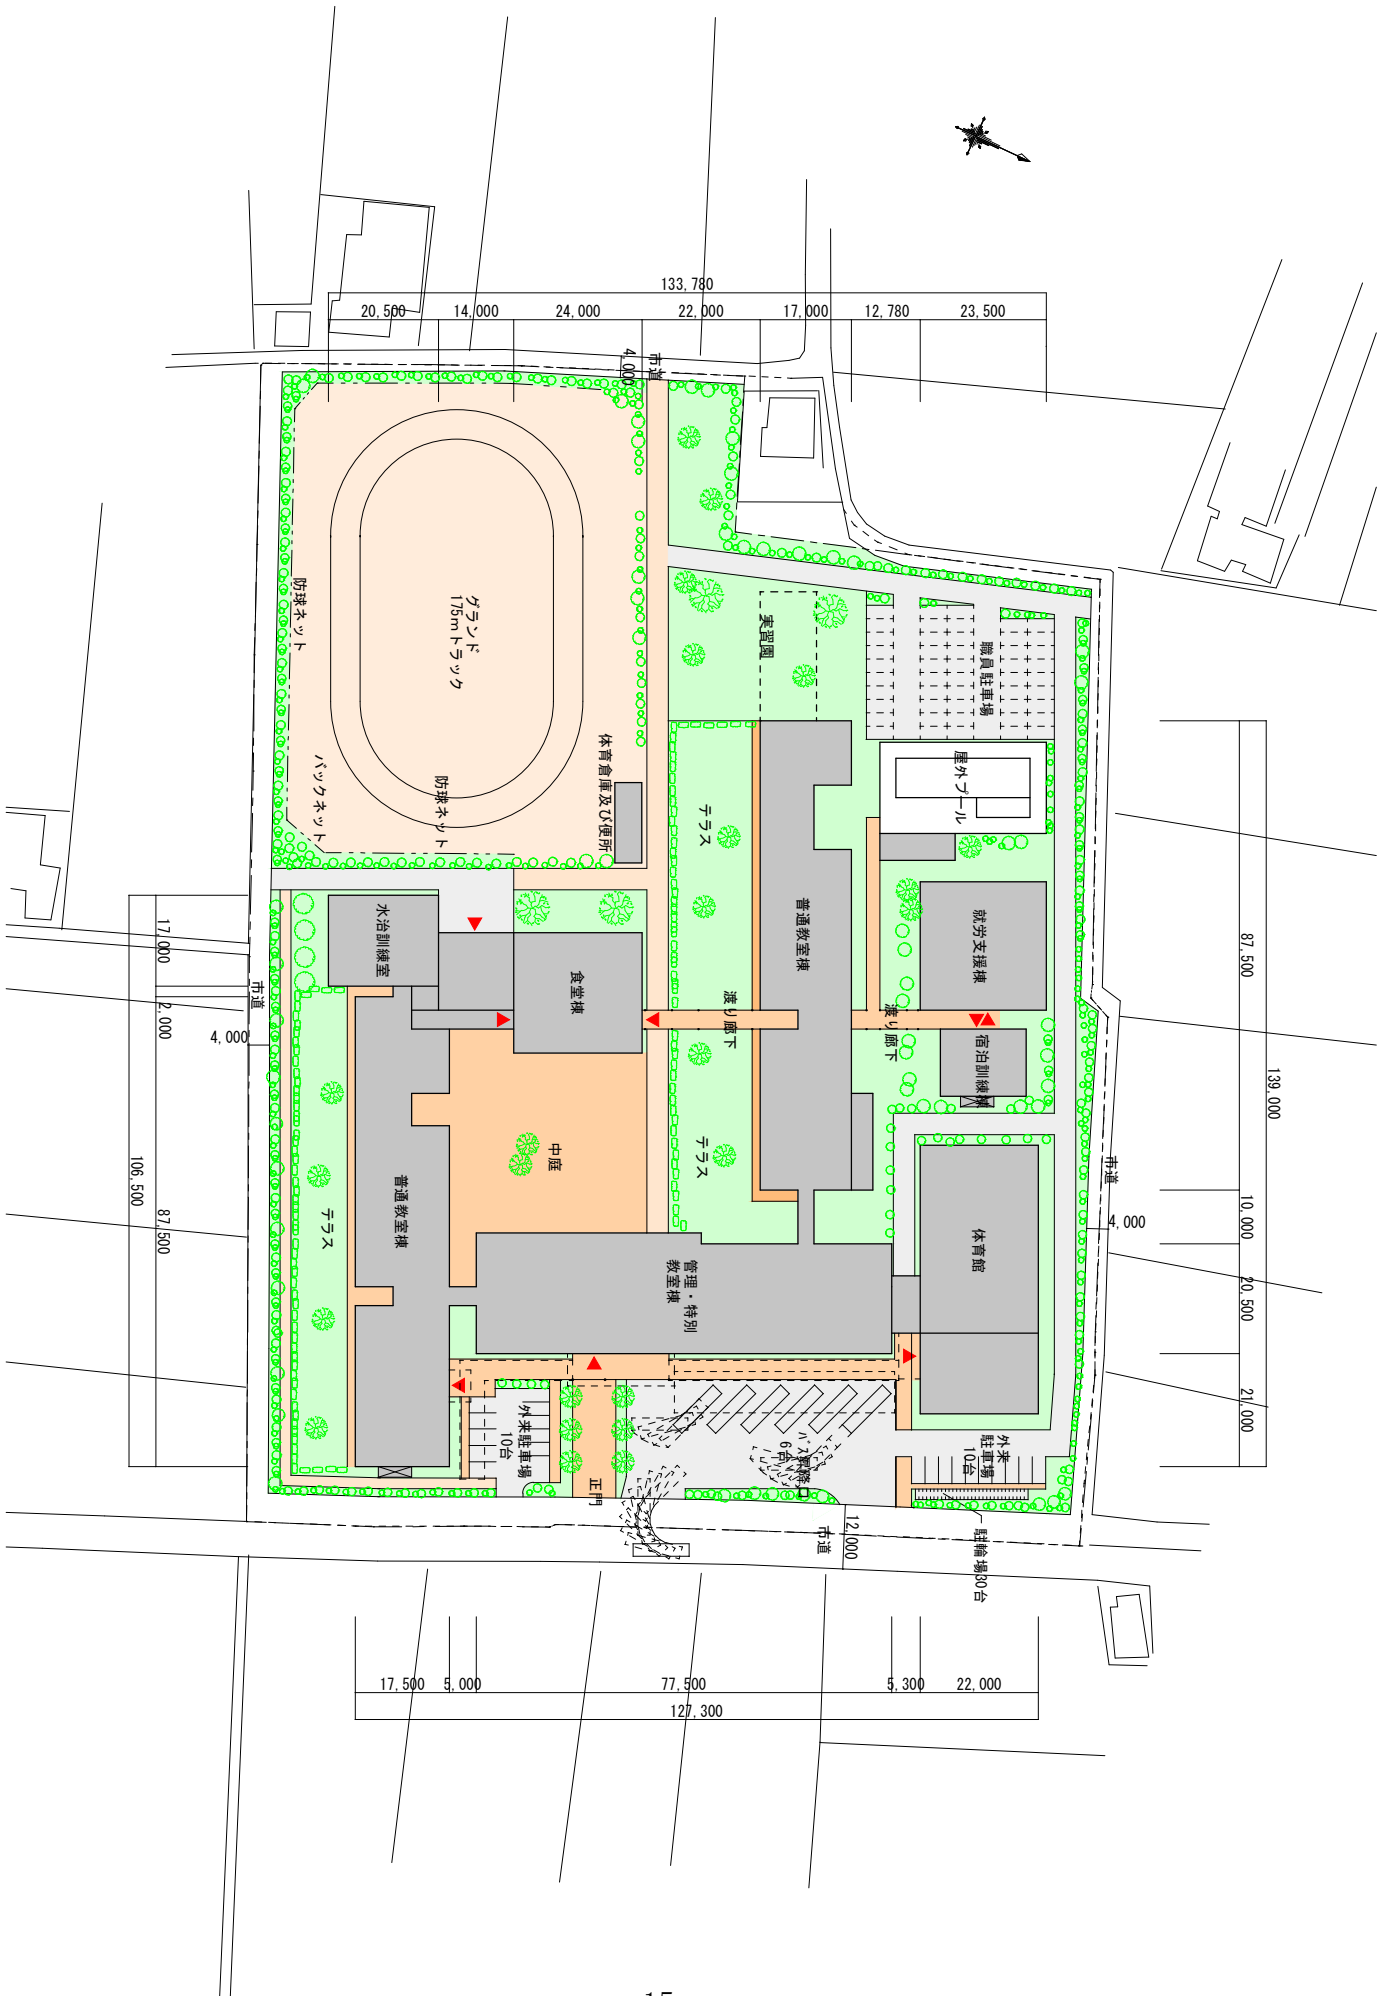 133,780
20,500
14,000
24,000
22,000
17,000
12,780
23,500
市道
4,000
防球ネット
グランド
175mトラック
実習園
職員駐車場
バックネット
防球ネット
体育倉庫及び便所
テラス
屋外プール
普通教室棟
就労支援棟
水治訓練室
食堂棟
渡り廊下
渡り廊下
宿泊訓練棟
17,000
2,000
87,500
106,500
市道
4,000
87,500
10,000
20,500
21,000
139,000
市道
4,000
中庭
テラス
テラス
普通教室棟
管理・特別
教室棟
体育館
外来駐車場
10台
正門
バス昇降口
6台
外来
駐車場
10台
駐輪場30台
市道
12,000
17,500
5,000
77,500
5,300
22,000
127,300